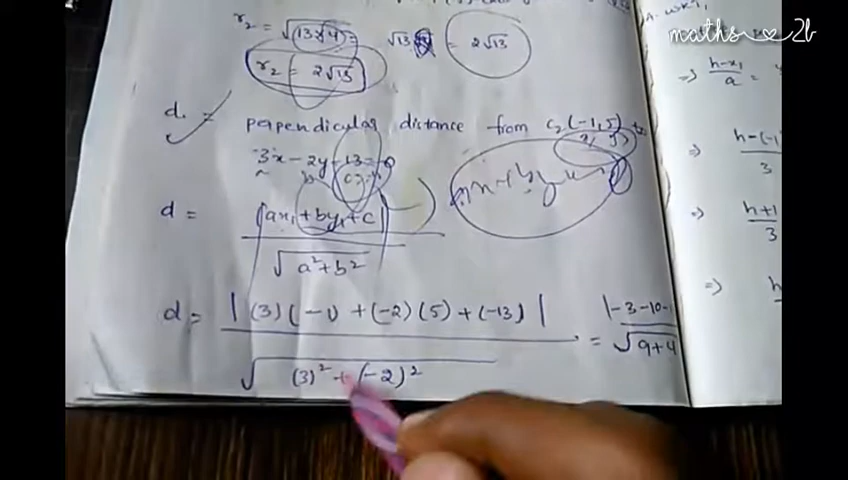 maths 2b
r₂ = √(13×4) = √13 = 2√13
r₂ = 2√13
d = perpendicular distance from c₂(-1,5) to
3x - 2y - 13 = 0
d = |ax₁ + by₁ + c|
√a² + b²
d = |(3)(-1) + (-2)(5) + (-13)| = |-3-10-
√(3)² + (-2)² √9+4
h-x₁
a
=
⇒ h-(-1)
3
⇒ h+1
3
⇒